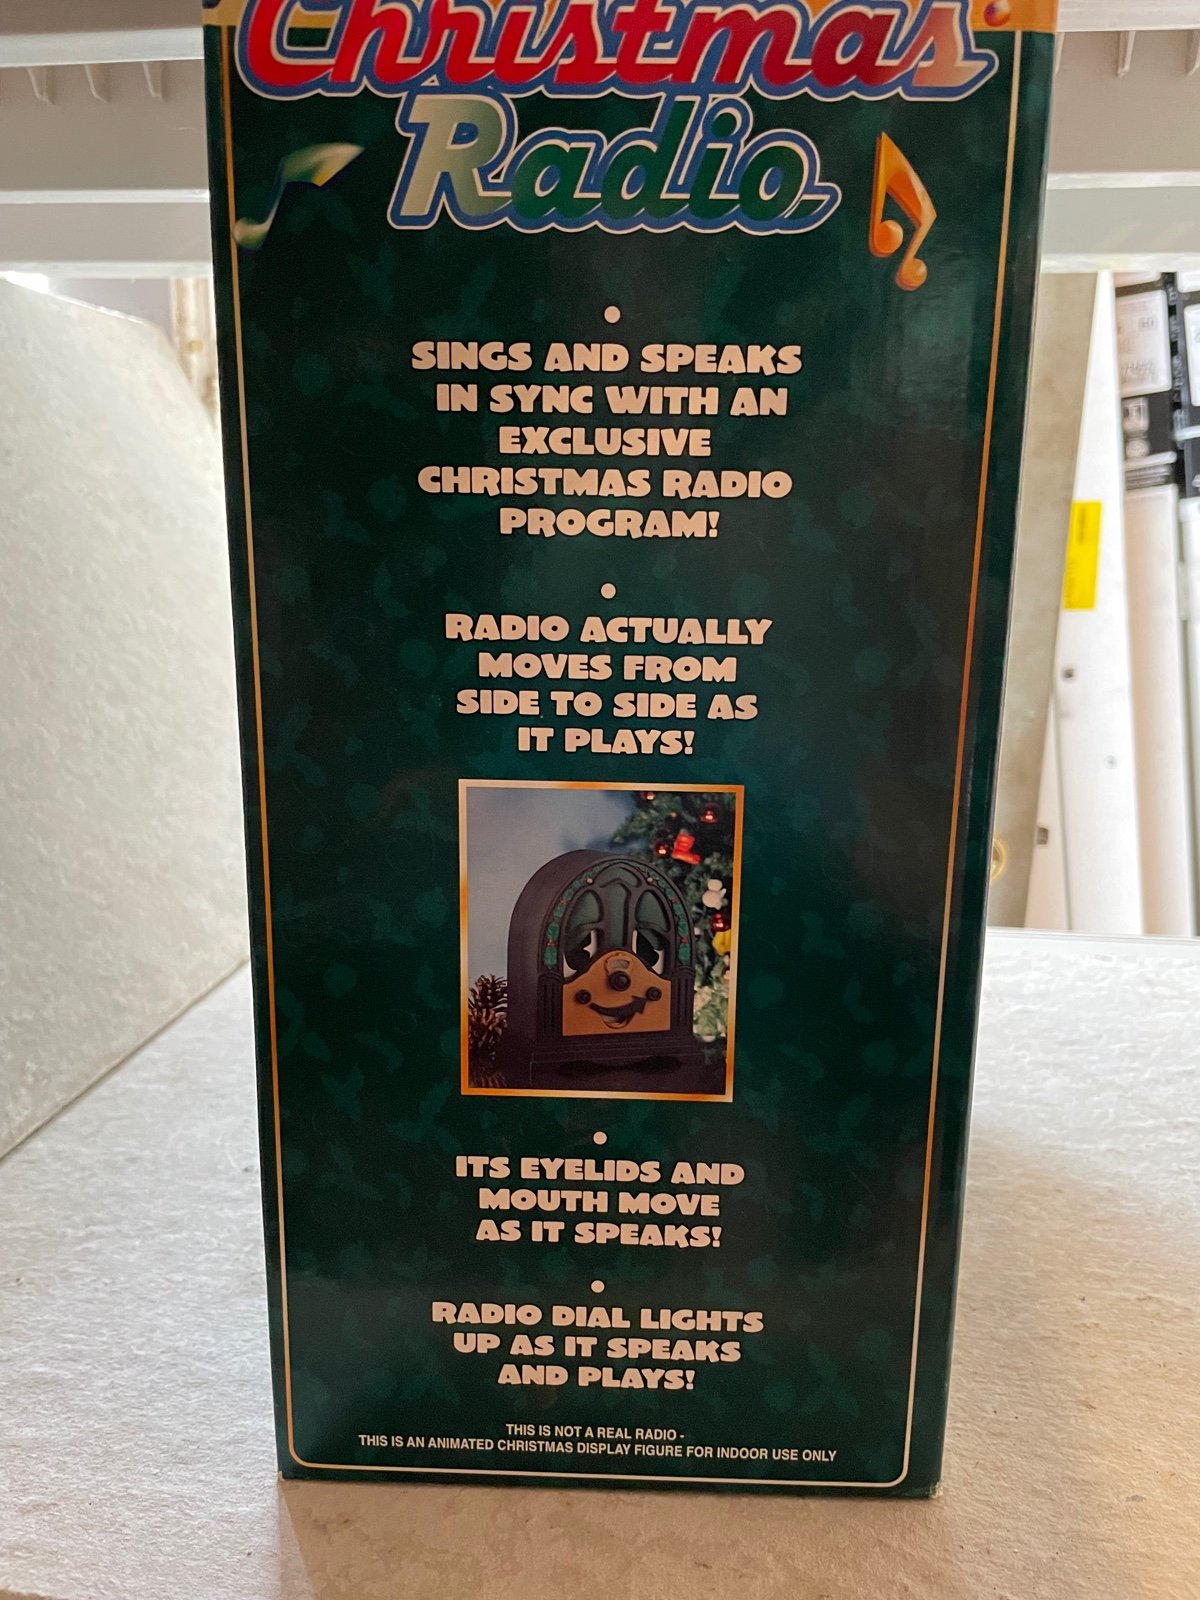 Christmas
Radio
•
SINGS AND SPEAKS
IN SYNC WITH AN
EXCLUSIVE
CHRISTMAS RADIO
PROGRAM!
•
RADIO ACTUALLY
MOVES FROM
SIDE TO SIDE AS
IT PLAYS!
•
ITS EYELIDS AND
MOUTH MOVE
AS IT SPEAKS!
•
RADIO DIAL LIGHTS
UP AS IT SPEAKS
AND PLAYS!
THIS IS NOT A REAL RADIO -
THIS IS AN ANIMATED CHRISTMAS DISPLAY FIGURE FOR INDOOR USE ONLY